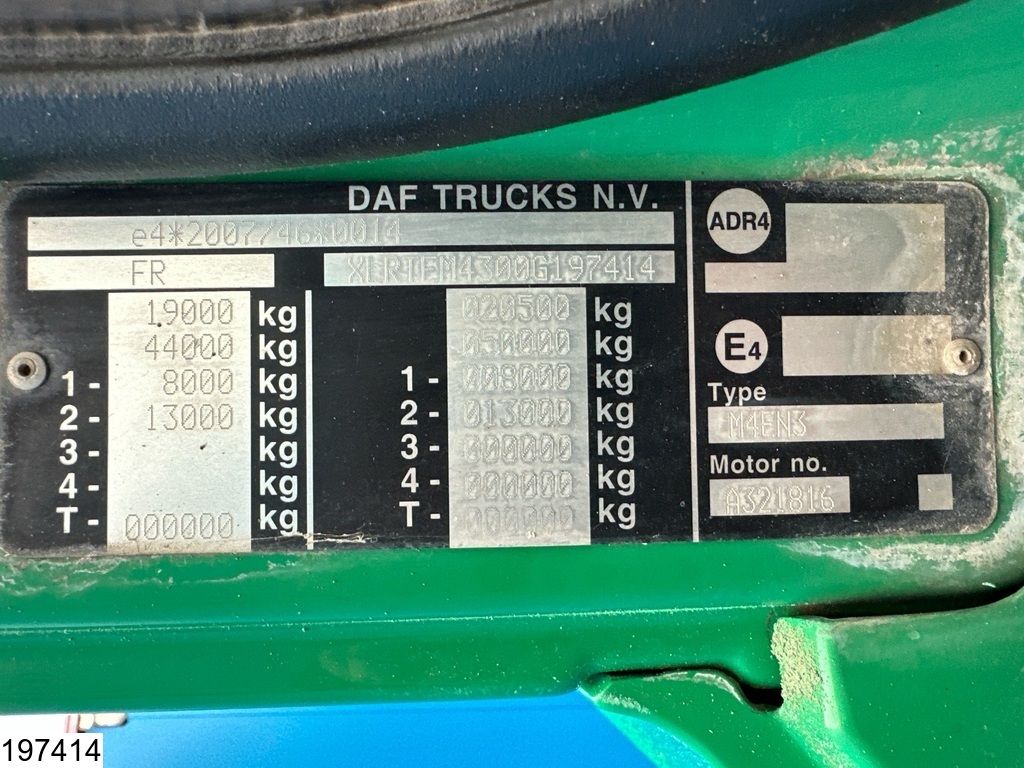 DAF TRUCKS N.V.
e4*2007/46*0014
FR XLRTEM4300G197414
19000 kg 020500 kg
44000 kg 050000 kg
1- 8000 kg 1- 008000 kg
2- 13000 kg 2- 013000 kg
3- kg 3- 000000 kg
4- kg 4- 000000 kg
T- 000000 kg T- 000000 kg
ADR4
E4
Type
M4EN3
Motor no.
A321816
197414